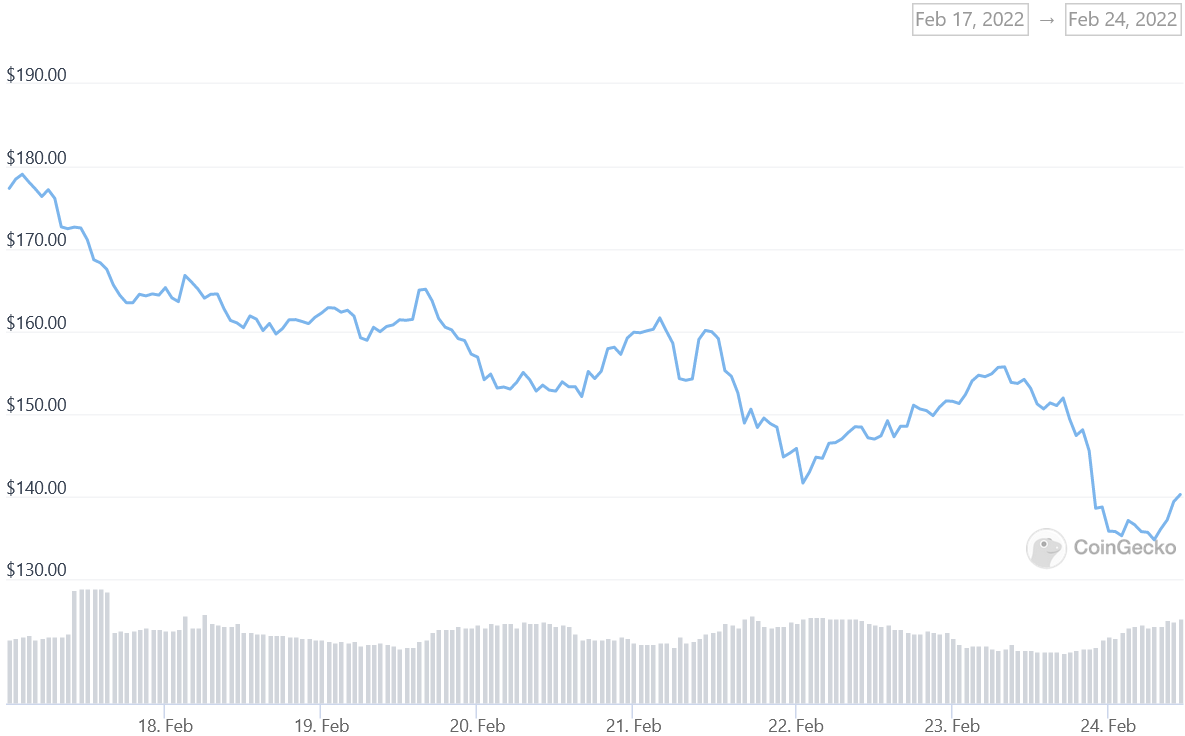 Feb 17, 2022 → Feb 24, 2022
$190.00
$180.00
$170.00
$160.00
$150.00
$140.00
CoinGecko
$130.00
18. Feb 19. Feb 20. Feb 21. Feb 22. Feb 23. Feb 24. Feb